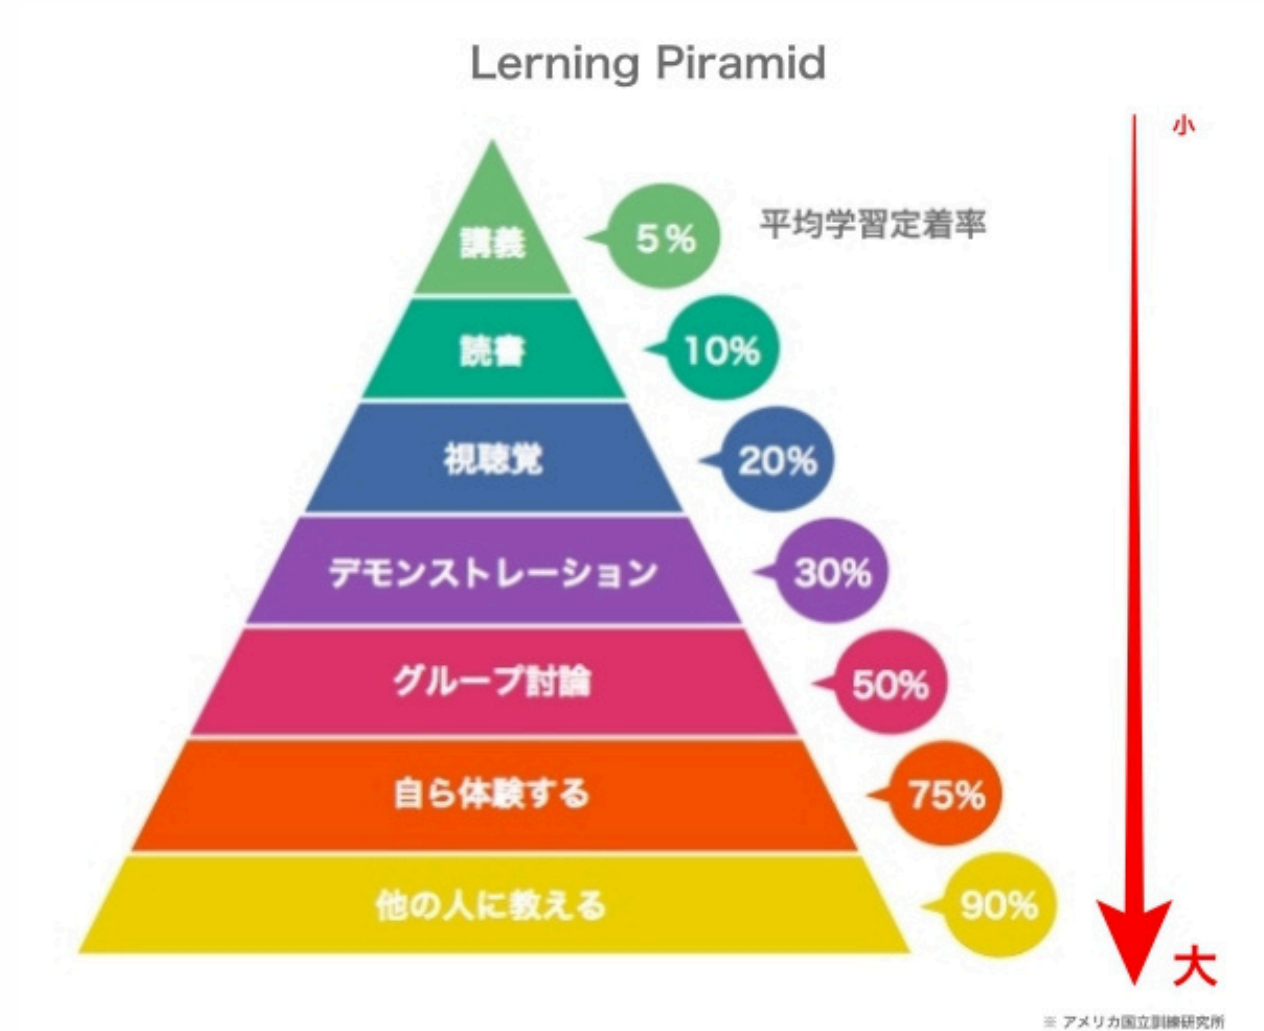 Lerning Piramid
小
講義
5%
平均学習定着率
読書
10%
視聴覚
20%
デモンストレーション
30%
グループ討論
50%
自ら体験する
75%
他の人に教える
90%
大
※ アメリカ国立訓練研究所